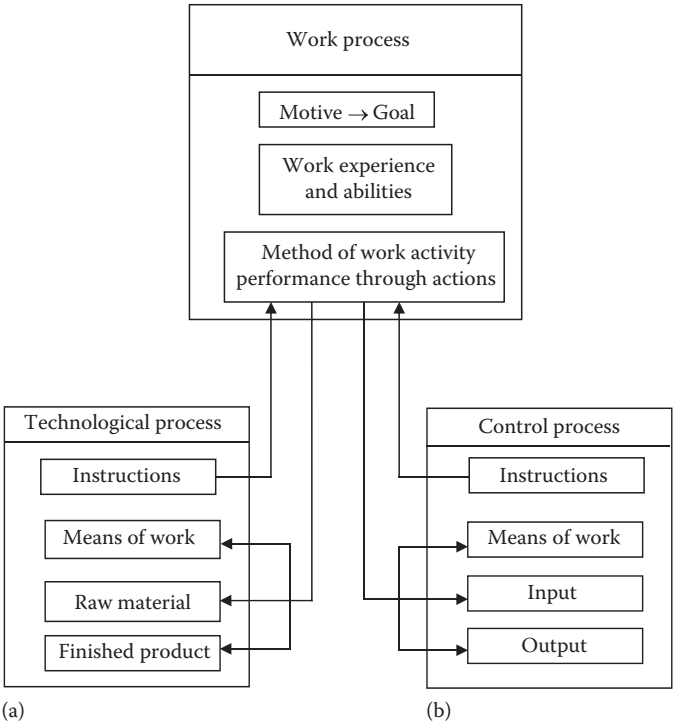 Work process
Motive → Goal
Work experience
and abilities
Method of work activity
performance through actions
Technological process
Instructions
Means of work
Raw material
Finished product
(a)
Control process
Instructions
Means of work
Input
Output
(b)